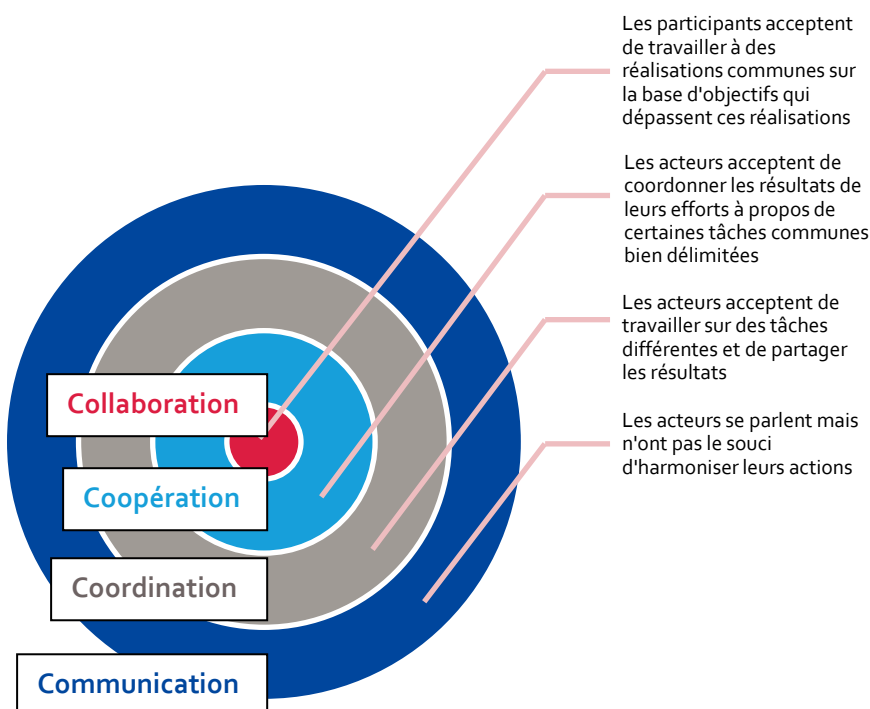 Les participants acceptent
de travailler à des
réalisations communes sur
la base d'objectifs qui
dépassent ces réalisations
Les acteurs acceptent de
coordonner les résultats de
leurs efforts à propos de
certaines tâches communes
bien délimitées
Les acteurs acceptent de
travailler sur des tâches
différentes et de partager
les résultats
Les acteurs se parlent mais
n'ont pas le souci
d'harmoniser leurs actions
Collaboration
Coopération
Coordination
Communication